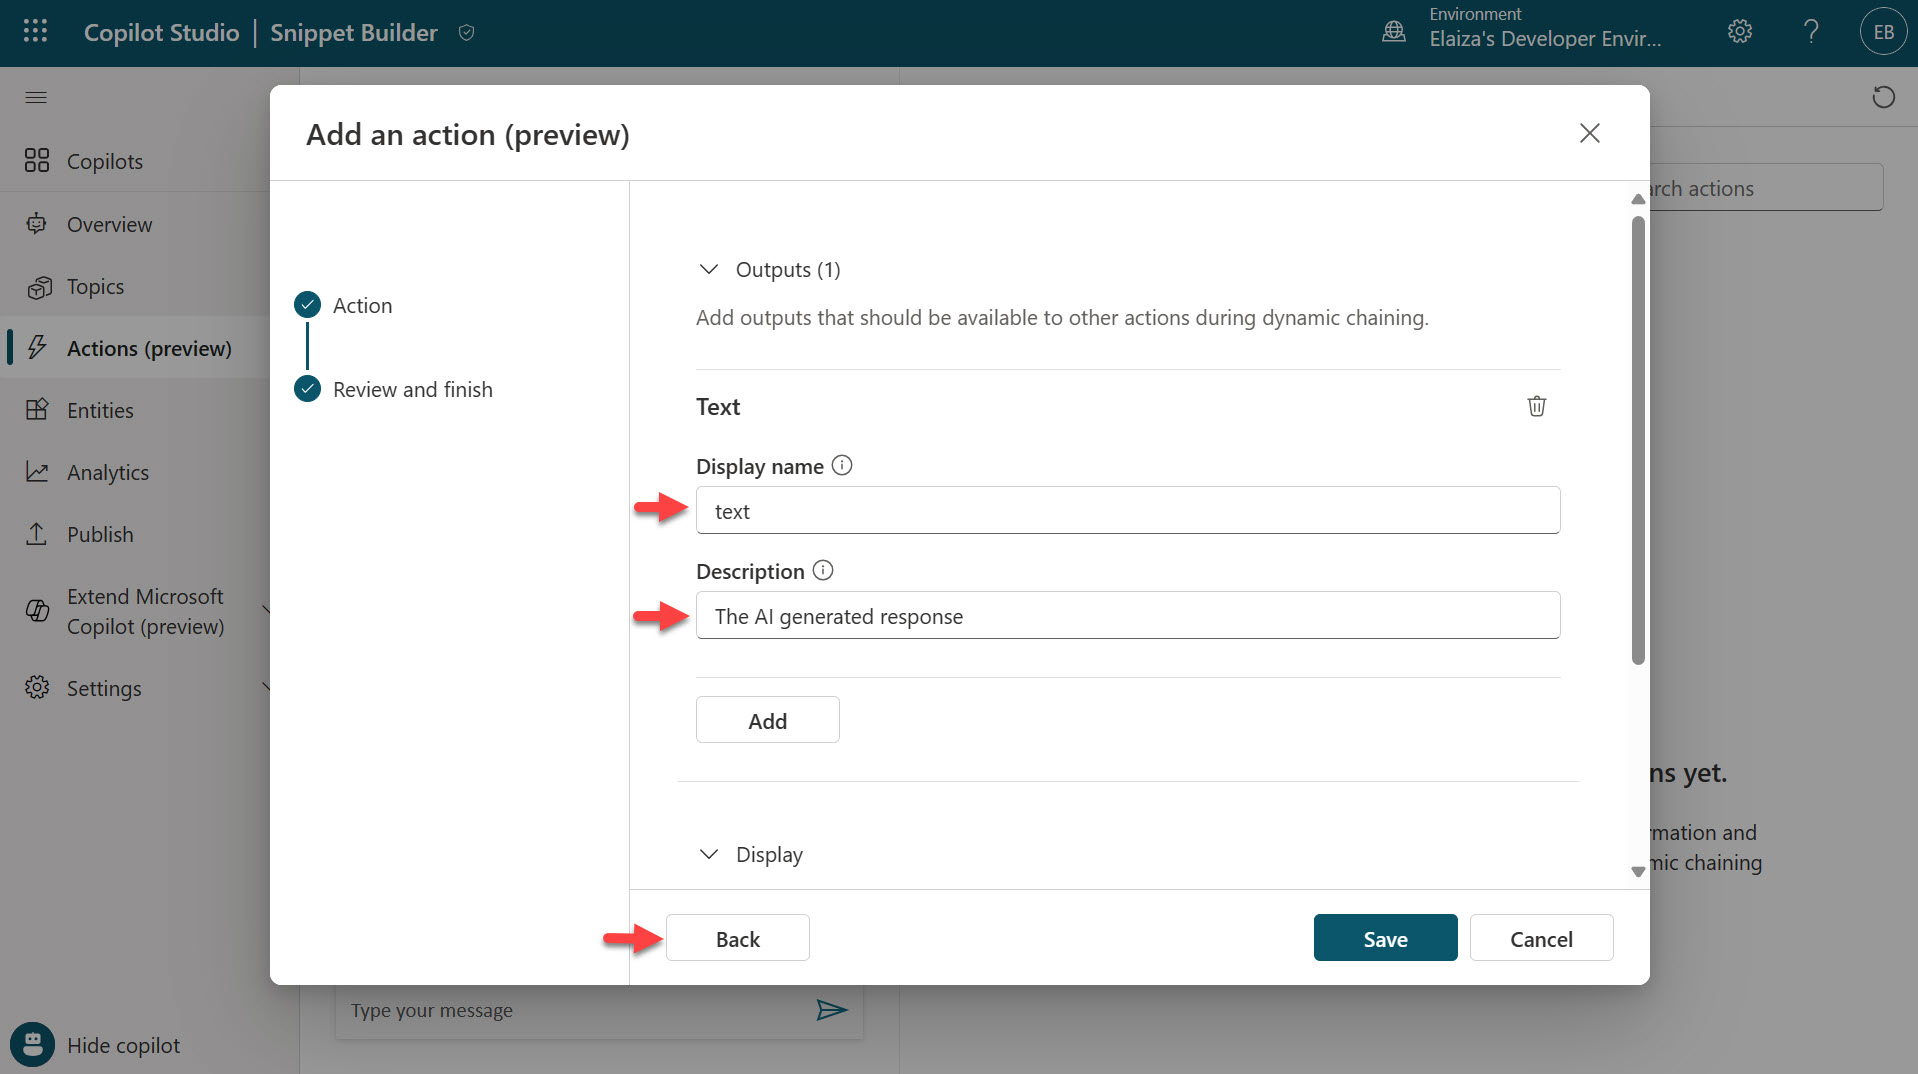 Copilot Studio | Snippet Builder
Environment
Elaiza's Developer Envir...
?
EB
Copilots
Overview
Topics
Actions (preview)
Entities
Analytics
Publish
Extend Microsoft
Copilot (preview)
Settings
Hide copilot
Add an action (preview)
Action
Review and finish
Outputs (1)
Add outputs that should be available to other actions during dynamic chaining.
Text
Display name
text
Description
The AI generated response
Add
Display
Back
Save
Cancel
Type your message
arch actions
ns yet.
rmation and
mic chaining